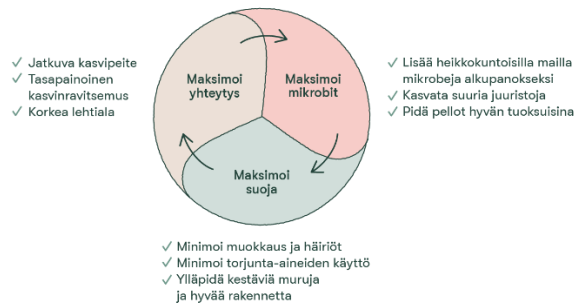 ✓ Jatkuva kasvipeite
✓ Tasapainoinen
kasvinravitsemus
✓ Korkea lehtiala
Maksimoi
yhteytys
Maksimoi
mikrobit
✓ Lisää heikkokuntoisilla mailla
mikrobeja alkupanokseksi
✓ Kasvata suuria juuristoja
✓ Pidä pellot hyvän tuoksuisina
Maksimoi
suoja
✓ Minimoi muokkaus ja häiriöt
✓ Minimoi torjunta-aineiden käyttö
✓ Ylläpidä kestäviä muruja
ja hyvää rakennetta